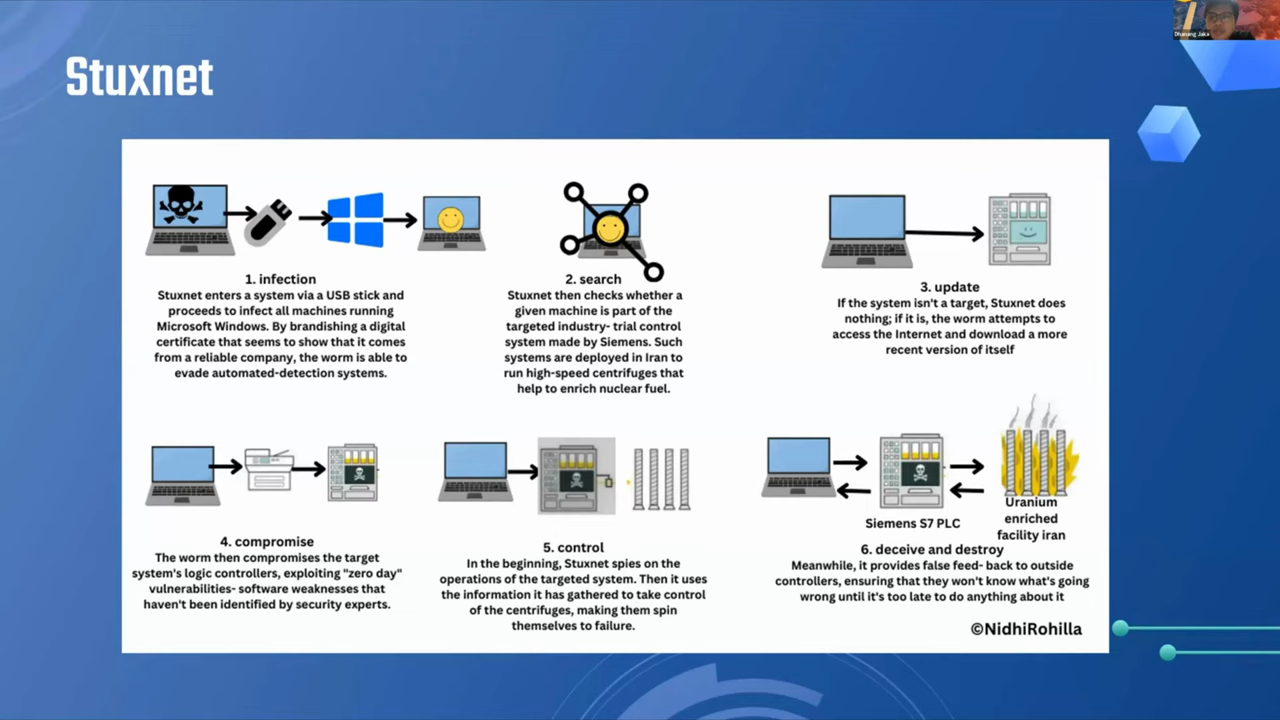 Dhanang Jaka
Stuxnet
1. infection
Stuxnet enters a system via a USB stick and
proceeds to infect all machines running
Microsoft Windows. By brandishing a digital
certificate that seems to show that it comes
from a reliable company, the worm is able to
evade automated-detection systems.
2. search
Stuxnet then checks whether a
given machine is part of the
targeted industry- trial control
system made by Siemens. Such
systems are deployed in Iran to
run high-speed centrifuges that
help to enrich nuclear fuel.
3. update
If the system isn't a target, Stuxnet does
nothing; if it is, the worm attempts to
access the Internet and download a more
recent version of itself
4. compromise
The worm then compromises the target
system's logic controllers, exploiting "zero day"
vulnerabilities- software weaknesses that
haven't been identified by security experts.
5. control
In the beginning, Stuxnet spies on the
operations of the targeted system. Then it uses
the information it has gathered to take control
of the centrifuges, making them spin
themselves to failure.
Siemens S7 PLC
Uranium
enriched
facility iran
6. deceive and destroy
Meanwhile, it provides false feed- back to outside
controllers, ensuring that they won't know what's going
wrong until it's too late to do anything about it
©NidhiRohilla